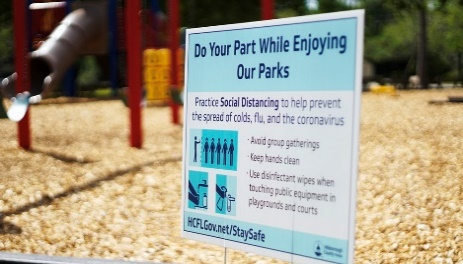 Do Your Part While Enjoying
Our Parks
Practice Social Distancing to help prevent
the spread of colds, flu, and the coronavirus
· Avoid group gatherings
· Keep hands clean
· Use disinfectant wipes when
touching public equipment in
playgrounds and courts
HCFLGov.net/StaySafe
Hillsborough
County